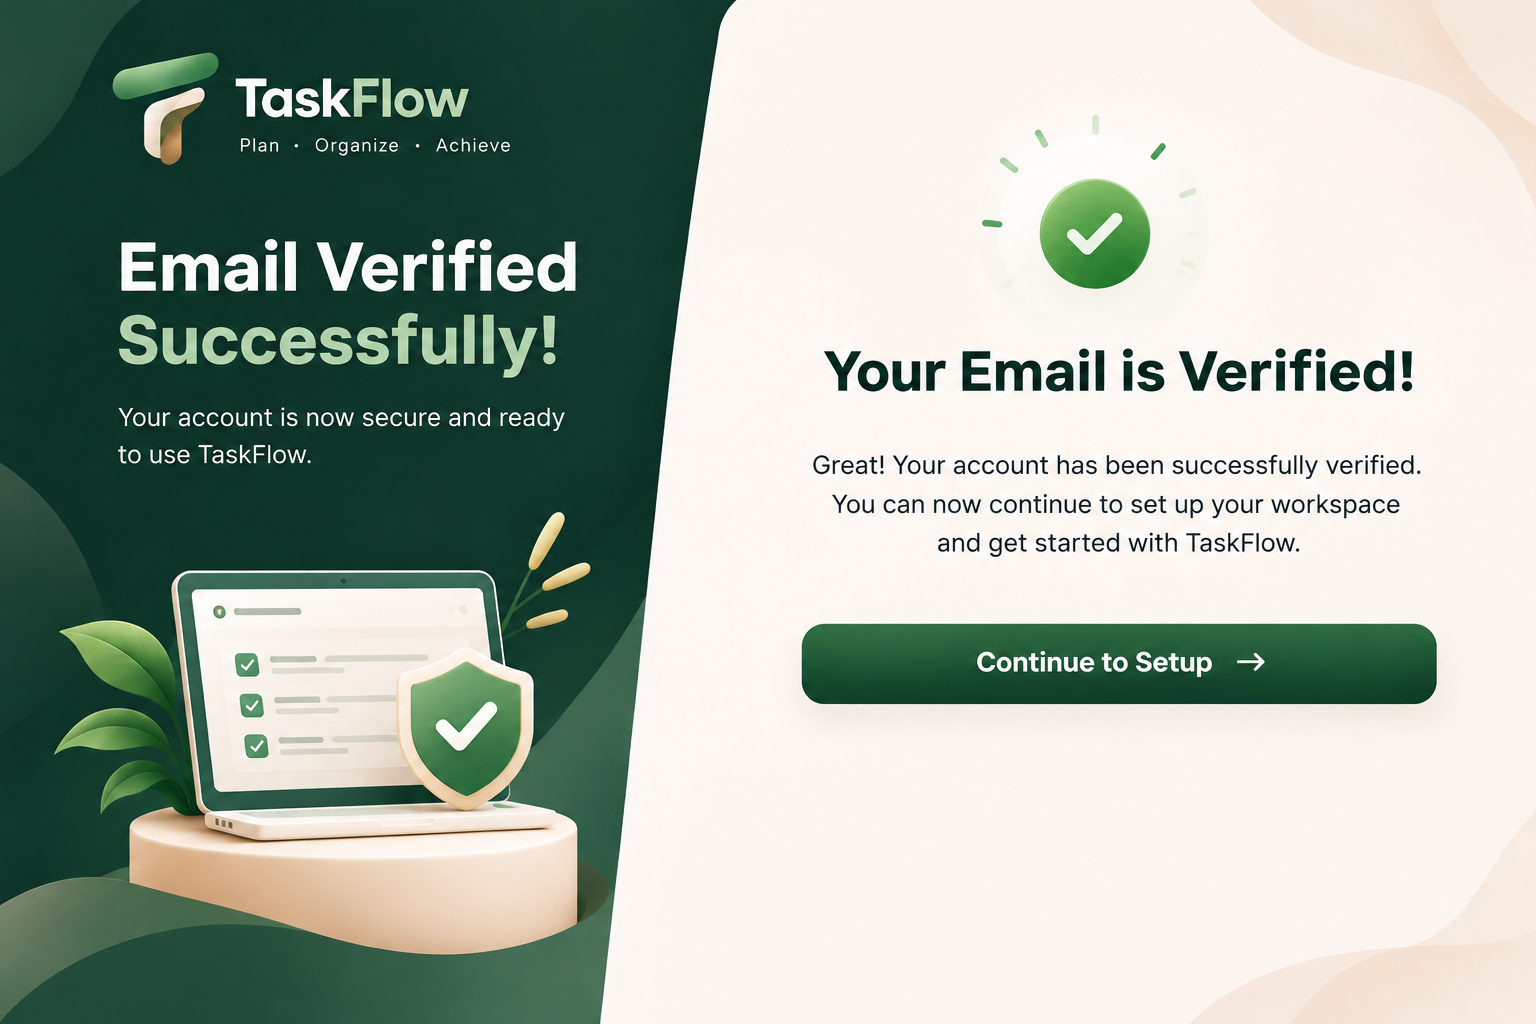 TaskFlow
Plan • Organize • Achieve
Email Verified
Successfully!
Your account is now secure and ready
to use TaskFlow.
Your Email is Verified!
Great! Your account has been successfully verified.
You can now continue to set up your workspace
and get started with TaskFlow.
Continue to Setup →